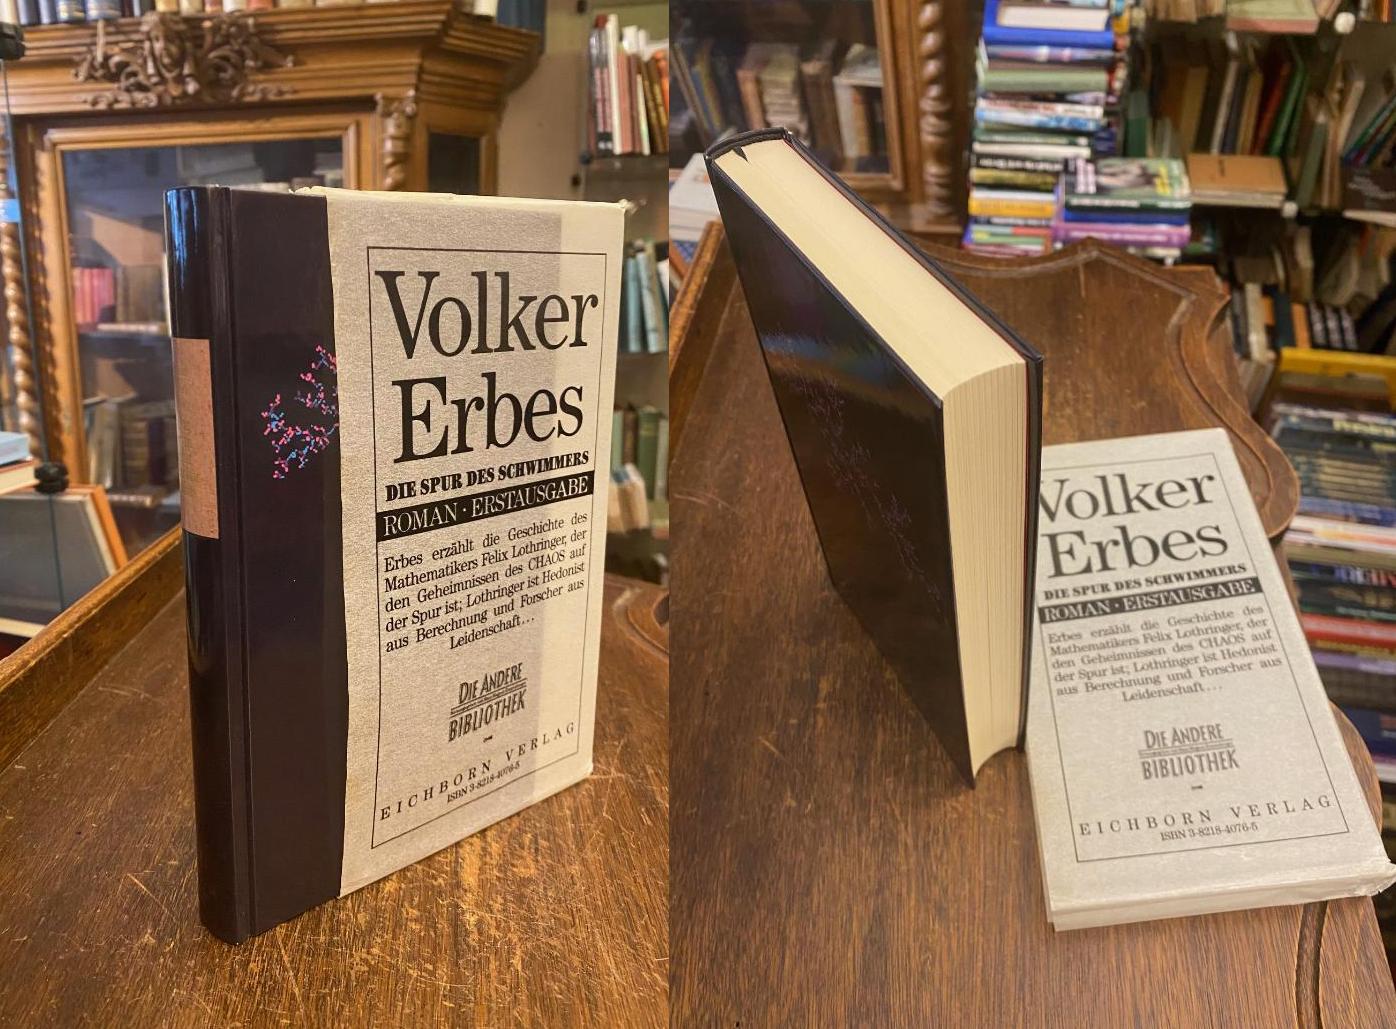 Volker
Erbes
DIE SPUR DES SCHWIMMERS
ROMAN · ERSTAUSGABE
Erbes erzählt die Geschichte des
Mathematikers Felix Lothringer, der
den Geheimnissen des CHAOS auf
der Spur ist; Lothringer ist Hedonist
aus Berechnung und Forscher aus
Leidenschaft...
DIE ANDERE
BIBLIOTHEK
EICHBORN VERLAG
ISBN 3-8218-4076-5
Volker
Erbes
DIE SPUR DES SCHWIMMERS
ROMAN · ERSTAUSGABE
Erbes erzählt die Geschichte des
Mathematikers Felix Lothringer, der
den Geheimnissen des CHAOS auf
der Spur ist; Lothringer ist Hedonist
aus Berechnung und Forscher aus
Leidenschaft...
DIE ANDERE
BIBLIOTHEK
EICHBORN VERLAG
ISBN 3-8218-4076-5